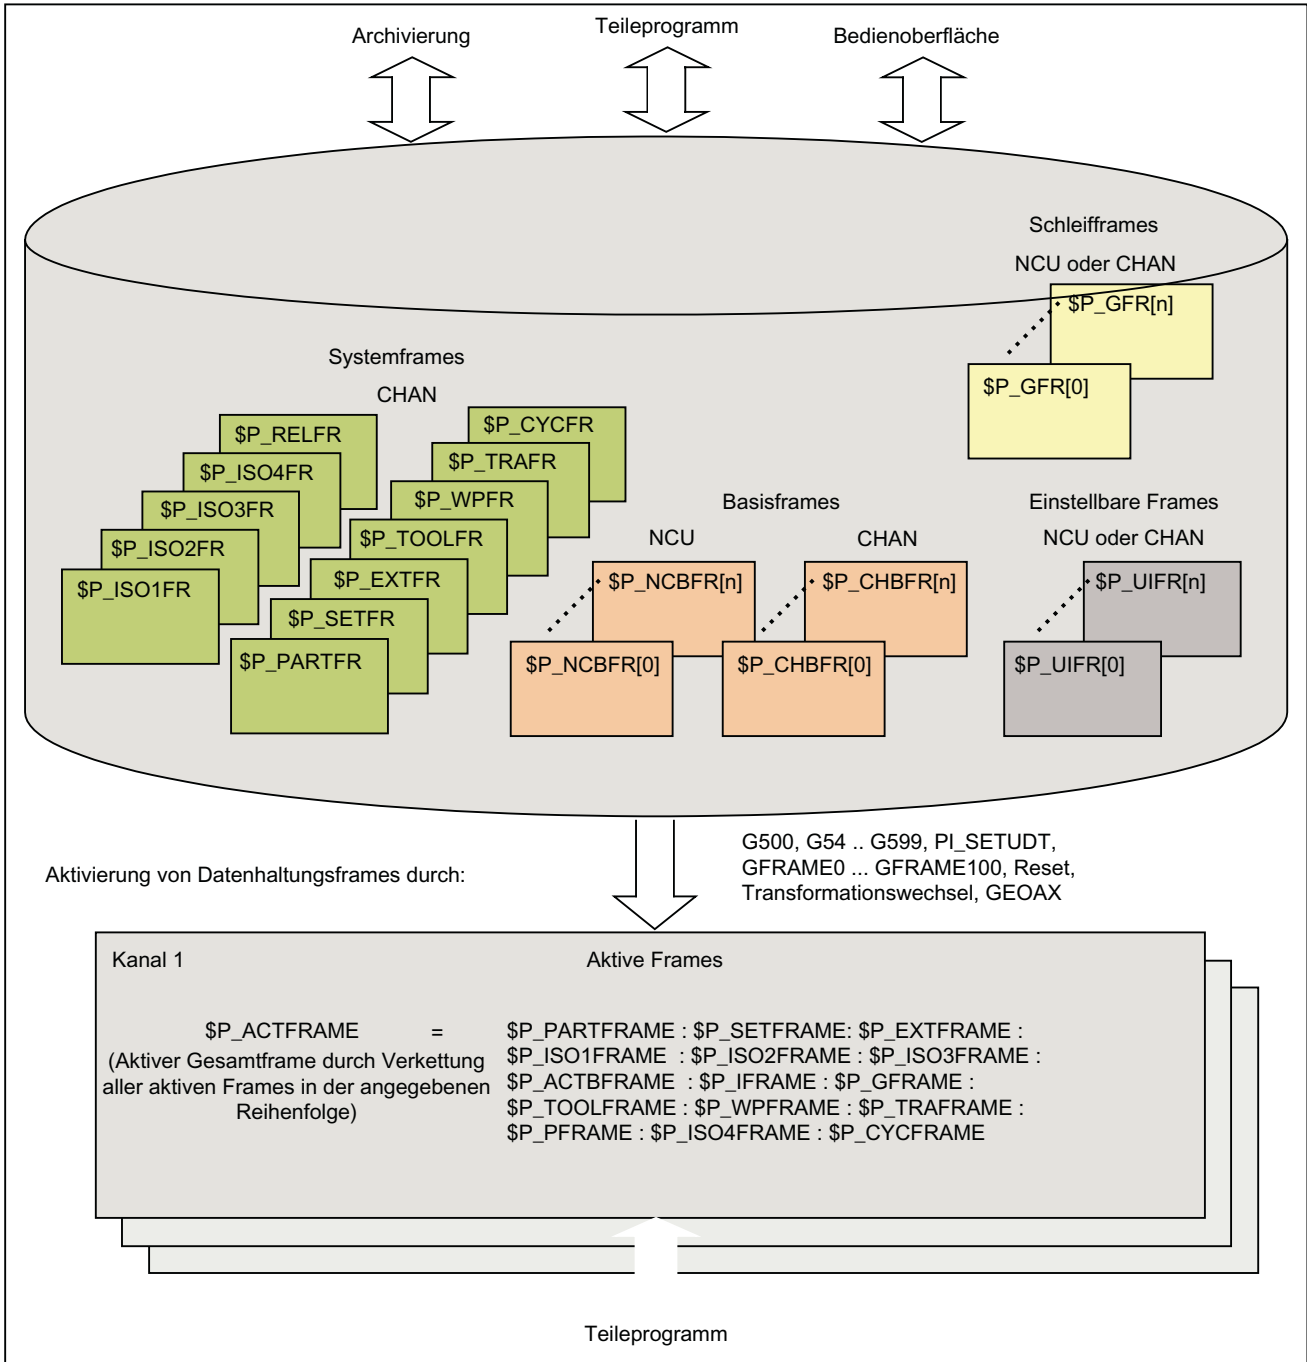 Archivierung
Teileprogramm
Bedienoberfläche
Schleifframes
NCU oder CHAN
$P_GFR[n]
$P_GFR[0]
Systemframes
CHAN
$P_RELFR
$P_ISO4FR
$P_ISO3FR
$P_ISO2FR
$P_ISO1FR
$P_CYCFR
$P_TRAFR
$P_WPFR
$P_TOOLFR
$P_EXTFR
$P_SETFR
$P_PARTFR
Basisframes
NCU
CHAN
$P_NCBFR[n]
$P_NCBFR[0]
$P_CHBFR[n]
$P_CHBFR[0]
Einstellbare Frames
NCU oder CHAN
$P_UIFR[n]
$P_UIFR[0]
Aktivierung von Datenhaltungsframes durch:
G500, G54 .. G599, PI_SETUDT,
GFRAME0 ... GFRAME100, Reset,
Transformationswechsel, GEOAX
Kanal 1
Aktive Frames
$P_ACTFRAME =
(Aktiver Gesamtframe durch Verkettung
aller aktiven Frames in der angegebenen
Reihenfolge)
$P_PARTFRAME : $P_SETFRAME: $P_EXTFRAME :
$P_ISO1FRAME : $P_ISO2FRAME : $P_ISO3FRAME :
$P_ACTBFRAME : $P_IFRAME : $P_GFRAME :
$P_TOOLFRAME : $P_WPFRAME : $P_TRAFRAME :
$P_PFRAME : $P_ISO4FRAME : $P_CYCFRAME
Teileprogramm